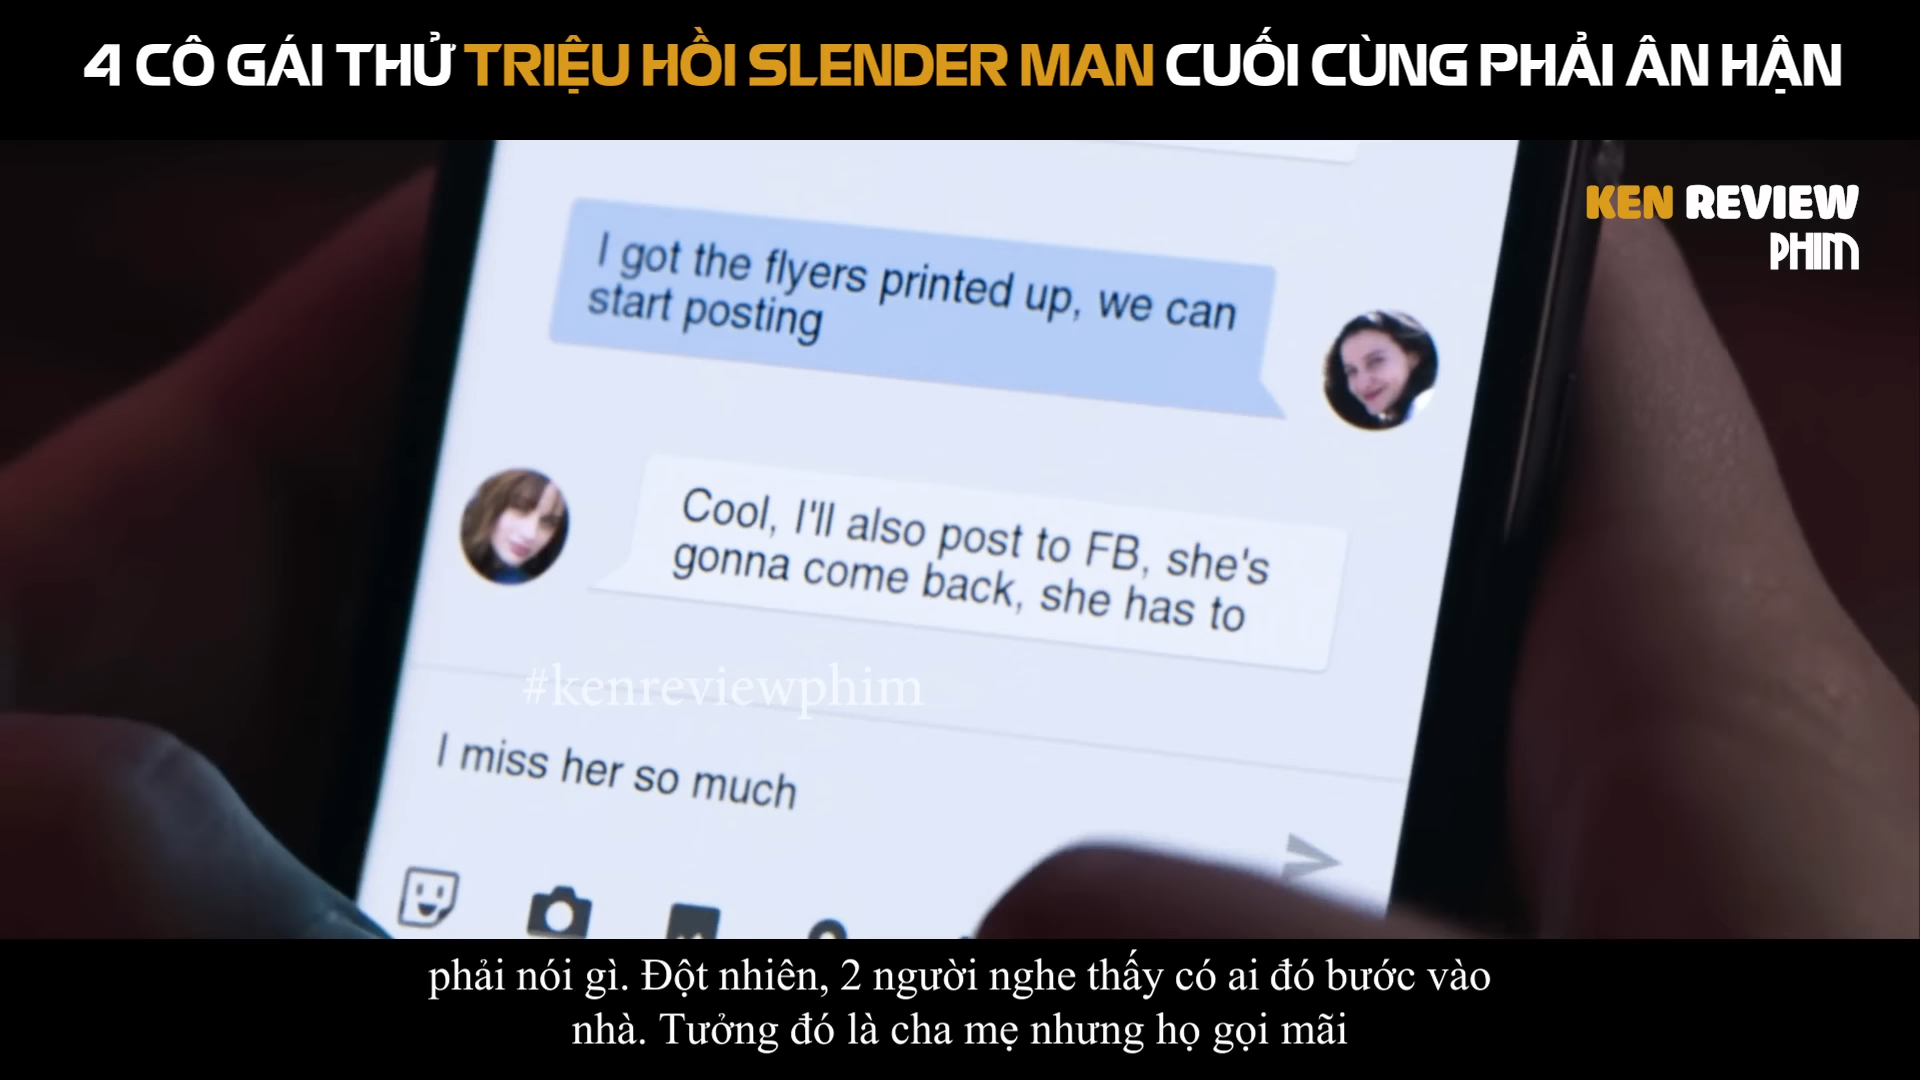 4 CÔ GÁI THỬ TRIỆU HỒI SLENDER MAN CUỐI CÙNG PHẢI ÂN HẬN
KEN REVIEW
PHIM
I got the flyers printed up, we can
start posting
Cool, I'll also post to FB, she's
gonna come back, she has to
#kenreviewphim
I miss her so much
phải nói gì. Đột nhiên, 2 người nghe thấy có ai đó bước vào
nhà. Tưởng đó là cha mẹ nhưng họ gọi mãi